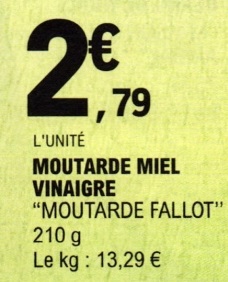 2€,79
L'UNITÉ
MOUTARDE MIEL
VINAIGRE
"MOUTARDE FALLOT"
210 g
Le kg : 13,29 €